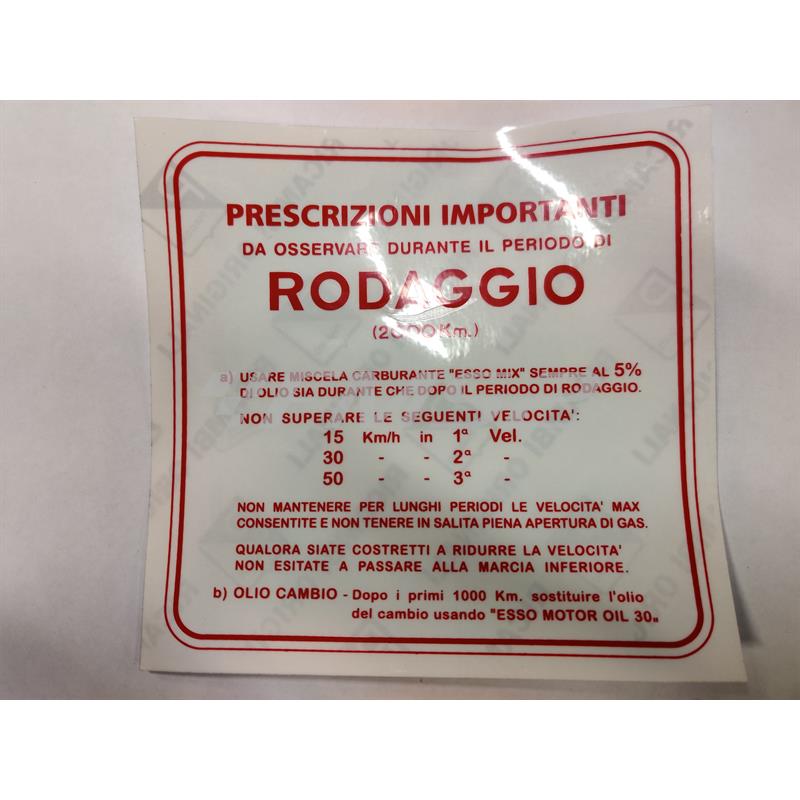 PRESCRIZIONI IMPORTANTI
DA OSSERVARE DURANTE IL PERIODO DI
RODAGGIO
(2000Km.)
a) USARE MISCELA CARBURANTE "ESSO MIX" SEMPRE AL 5%
DI OLIO SIA DURANTE CHE DOPO IL PERIODO DI RODAGGIO.
NON SUPERARE LE SEGUENTI VELOCITA':
15 Km/h in 1ª Vel.
30 - - 2ª -
50 - - 3ª -
NON MANTENERE PER LUNGHI PERIODI LE VELOCITA' MAX
CONSENTITE E NON TENERE IN SALITA PIENA APERTURA DI GAS.
QUALORA SIATE COSTRETTI A RIDURRE LA VELOCITA'
NON ESITATE A PASSARE ALLA MARCIA INFERIORE.
b) OLIO CAMBIO - Dopo i primi 1000 Km. sostituire l'olio
del cambio usando "ESSO MOTOR OIL 30"